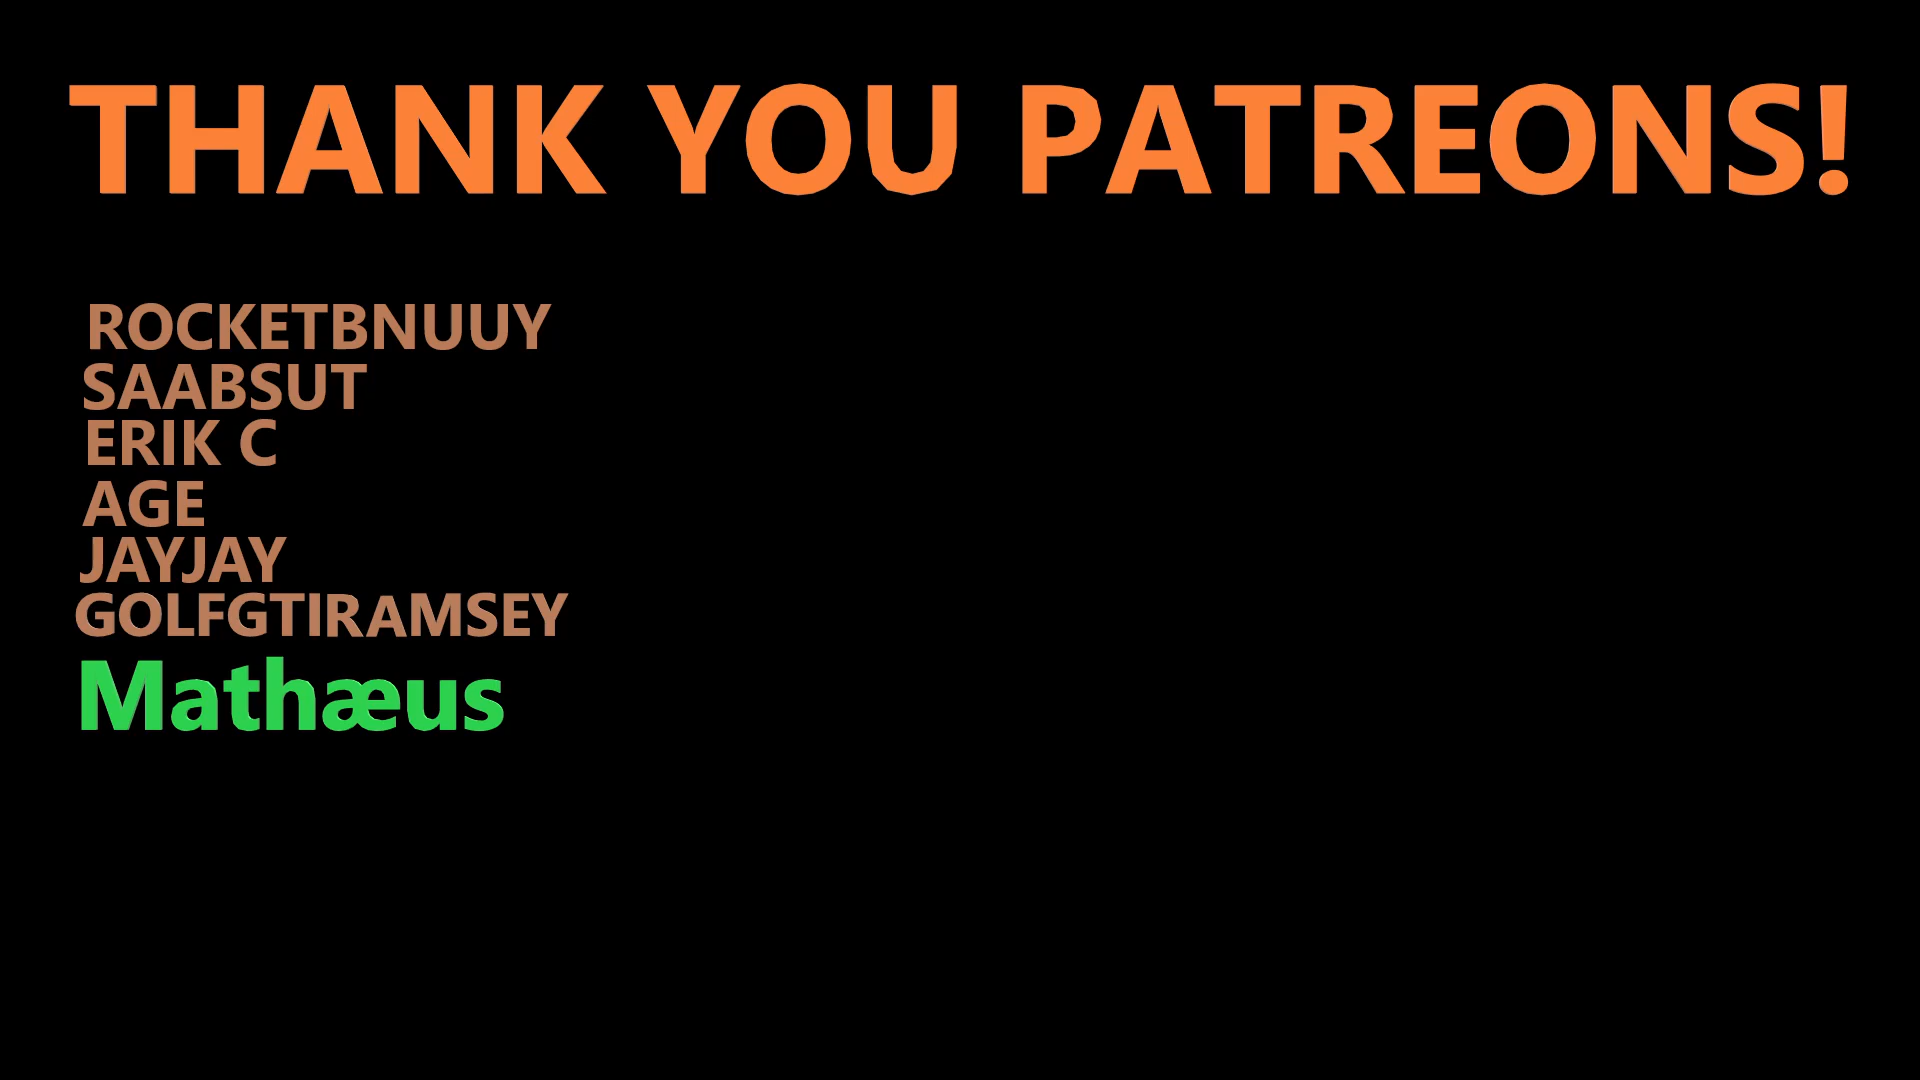 THANK YOU PATREONS!
ROCKETBNUUY
SAABSUT
ERIK C
AGE
JAYJAY
GOLFGTIRAMSEY
Mathæus